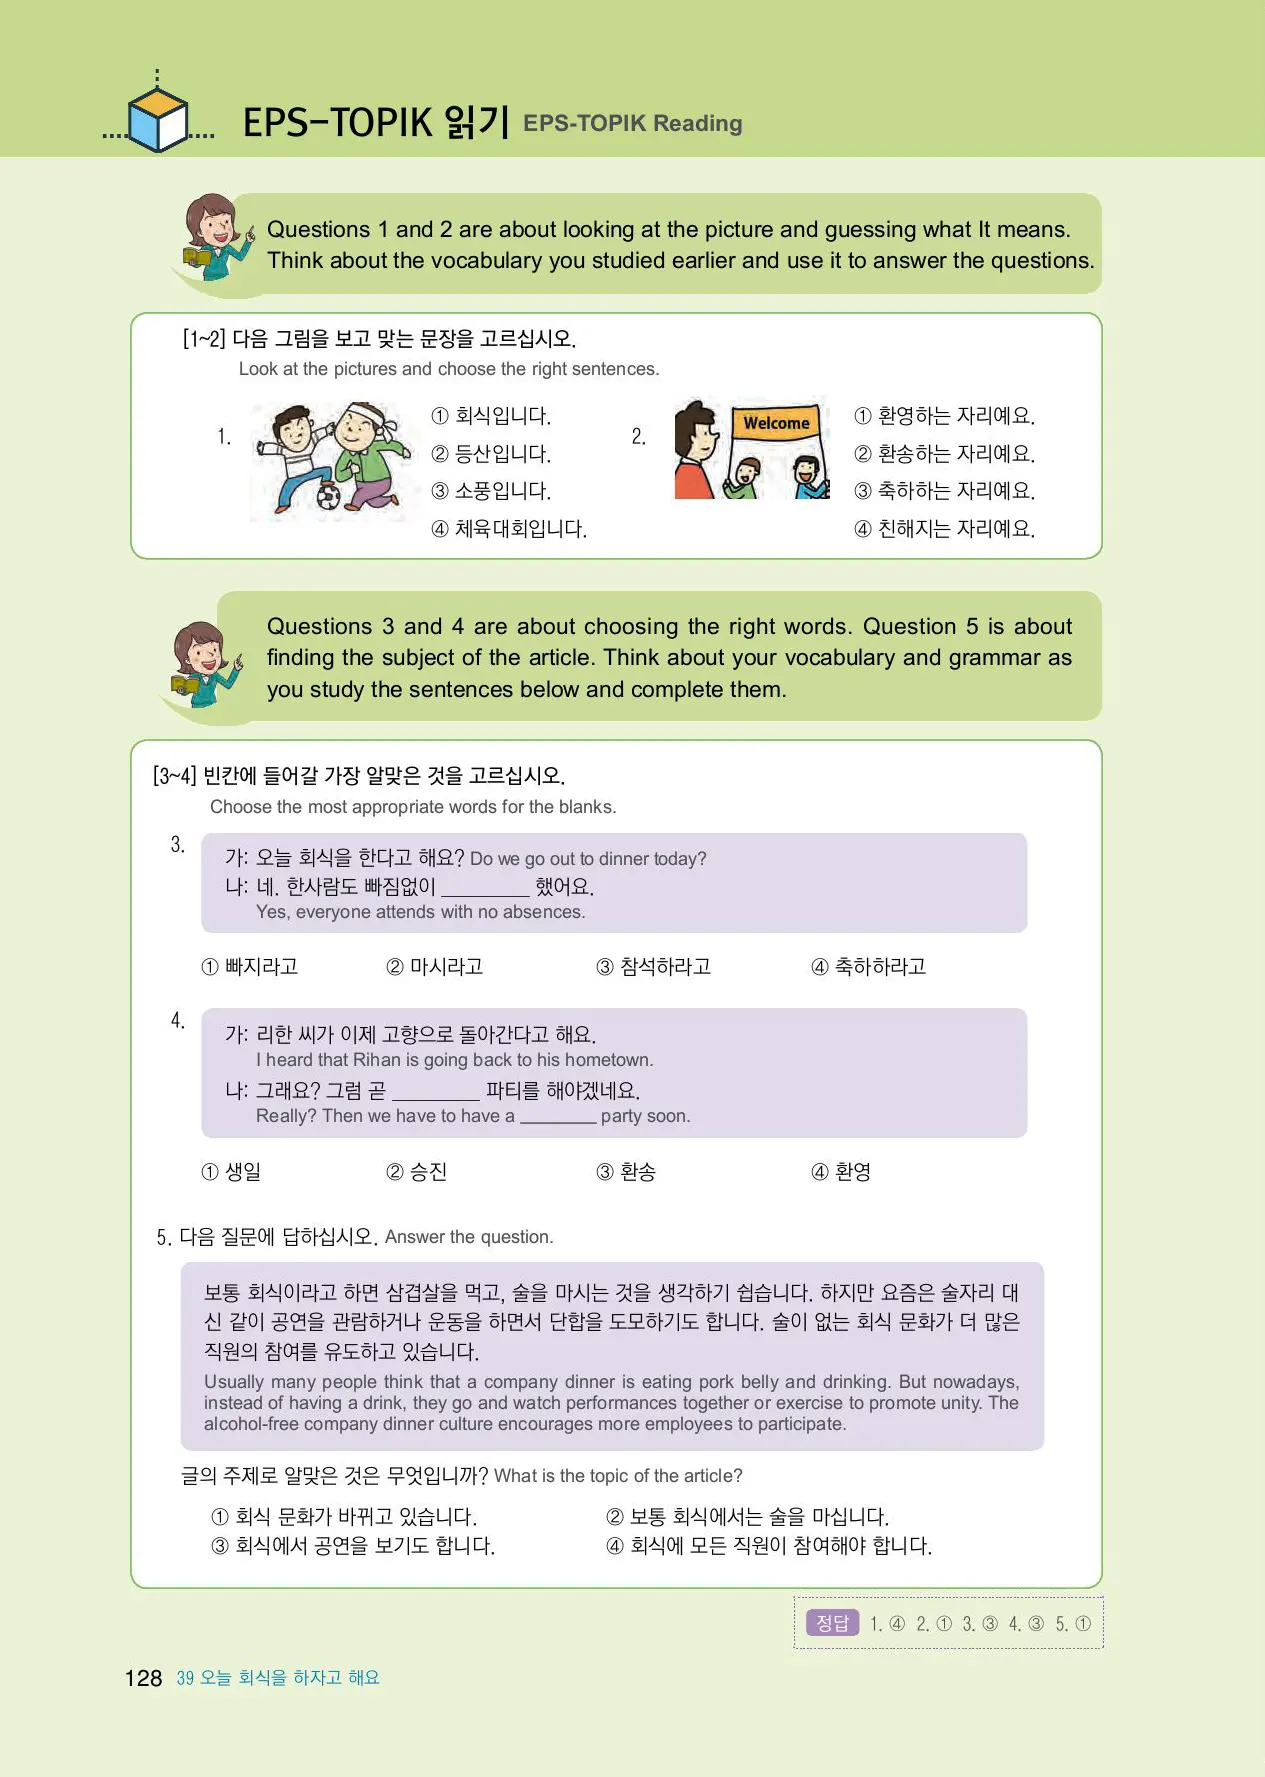 EPS-TOPIK 읽기 EPS-TOPIK Reading
Questions 1 and 2 are about looking at the picture and guessing what It means.
Think about the vocabulary you studied earlier and use it to answer the questions.
[1~2] 다음 그림을 보고 맞는 문장을 고르십시오.
Look at the pictures and choose the right sentences.
1.
① 회식입니다.
② 등산입니다.
③ 소풍입니다.
④ 체육대회입니다.
2.
Welcome
① 환영하는 자리예요.
② 환송하는 자리예요.
③ 축하하는 자리예요.
④ 친해지는 자리예요.
Questions 3 and 4 are about choosing the right words. Question 5 is about
finding the subject of the article. Think about your vocabulary and grammar as
you study the sentences below and complete them.
[3~4] 빈칸에 들어갈 가장 알맞은 것을 고르십시오.
Choose the most appropriate words for the blanks.
3.
가: 오늘 회식을 한다고 해요? Do we go out to dinner today?
나: 네. 한사람도 빠짐없이 ________ 했어요.
Yes, everyone attends with no absences.
① 빠지라고 ② 마시라고 ③ 참석하라고 ④ 축하하라고
4.
가: 리한 씨가 이제 고향으로 돌아간다고 해요.
I heard that Rihan is going back to his hometown.
나: 그래요? 그럼 곧 ________ 파티를 해야겠네요.
Really? Then we have to have a ________ party soon.
① 생일 ② 승진 ③ 환송 ④ 환영
5. 다음 질문에 답하십시오. Answer the question.
보통 회식이라고 하면 삼겹살을 먹고, 술을 마시는 것을 생각하기 쉽습니다. 하지만 요즘은 술자리 대
신 같이 공연을 관람하거나 운동을 하면서 단합을 도모하기도 합니다. 술이 없는 회식 문화가 더 많은
직원의 참여를 유도하고 있습니다.
Usually many people think that a company dinner is eating pork belly and drinking. But nowadays,
instead of having a drink, they go and watch performances together or exercise to promote unity. The
alcohol-free company dinner culture encourages more employees to participate.
글의 주제로 알맞은 것은 무엇입니까? What is the topic of the article?
① 회식 문화가 바뀌고 있습니다. ② 보통 회식에서는 술을 마십니다.
③ 회식에서 공연을 보기도 합니다. ④ 회식에 모든 직원이 참여해야 합니다.
정답 1. ④ 2. ① 3. ③ 4. ③ 5. ①
128 39 오늘 회식을 하자고 해요